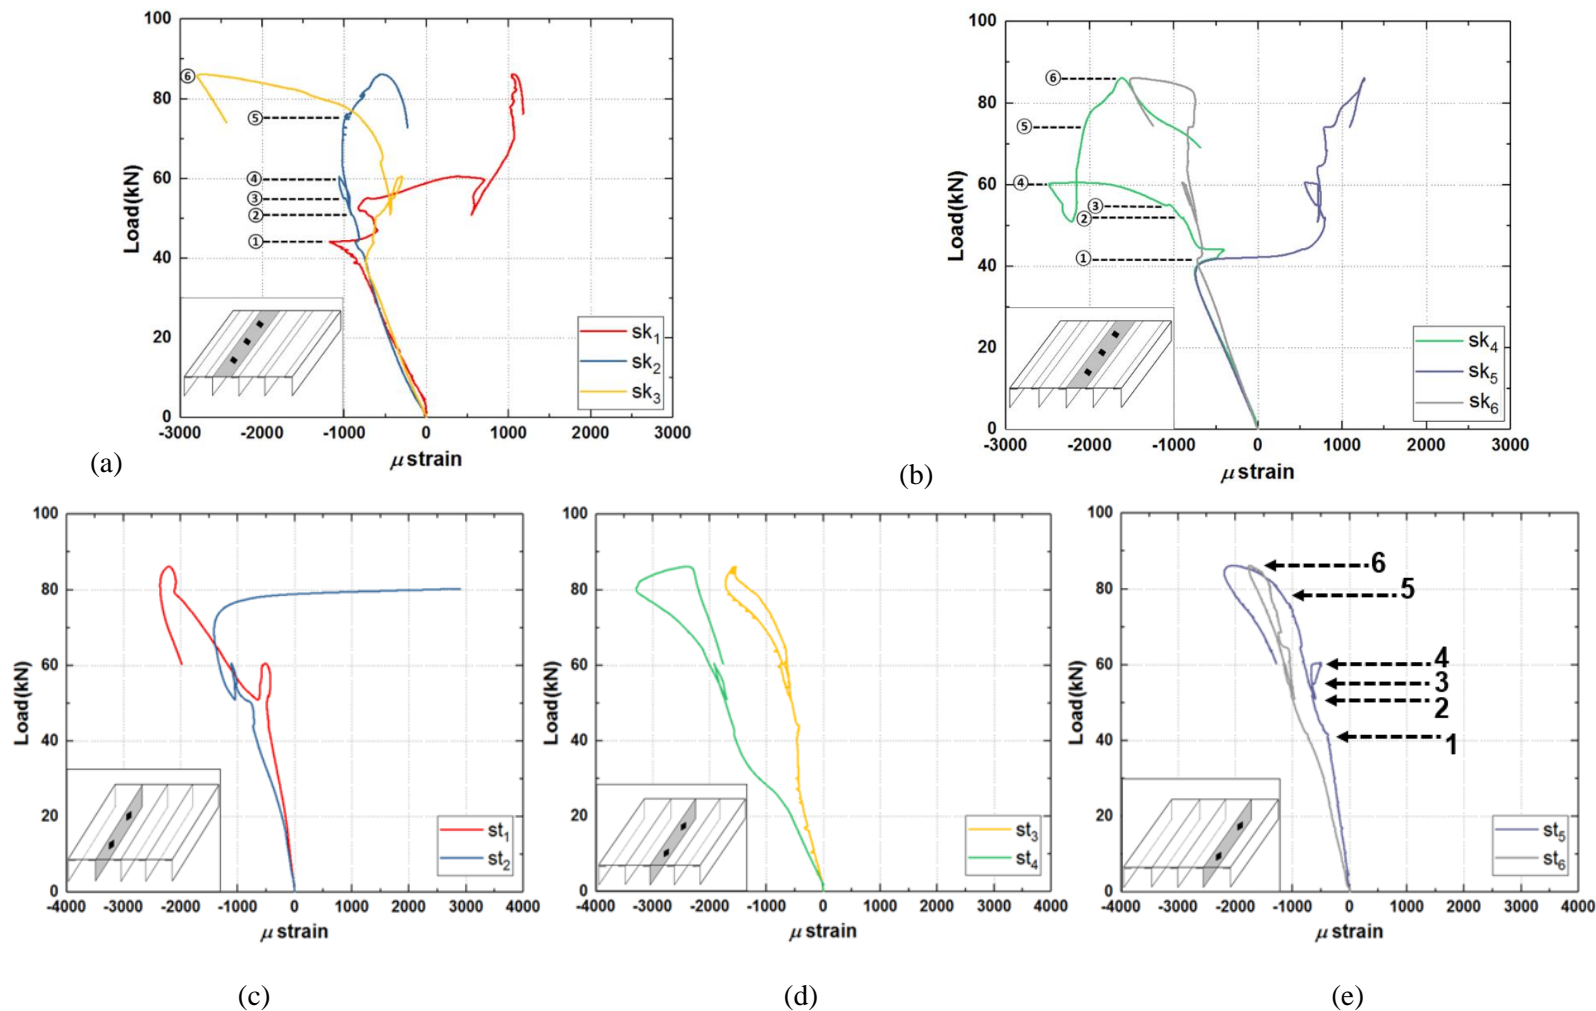 100
80
60
40
20
0
Load(kN)
⑥
⑤
④
③
②
①
sk₁
sk₂
sk₃
-3000 -2000 -1000 0 1000 2000 3000
μ strain
(a)
100
80
60
40
20
0
Load(kN)
⑥
⑤
④
③
②
①
sk₄
sk₅
sk₆
-3000 -2000 -1000 0 1000 2000 3000
μ strain
(b)
100
80
60
40
20
0
Load(kN)
st₁
st₂
-4000 -3000 -2000 -1000 0 1000 2000 3000 4000
μ strain
(c)
100
80
60
40
20
0
Load(kN)
st₃
st₄
-4000 -3000 -2000 -1000 0 1000 2000 3000 4000
μ strain
(d)
100
80
60
40
20
0
Load(kN)
6
5
4
3
2
1
st₅
st₆
-4000 -3000 -2000 -1000 0 1000 2000 3000 4000
μ strain
(e)